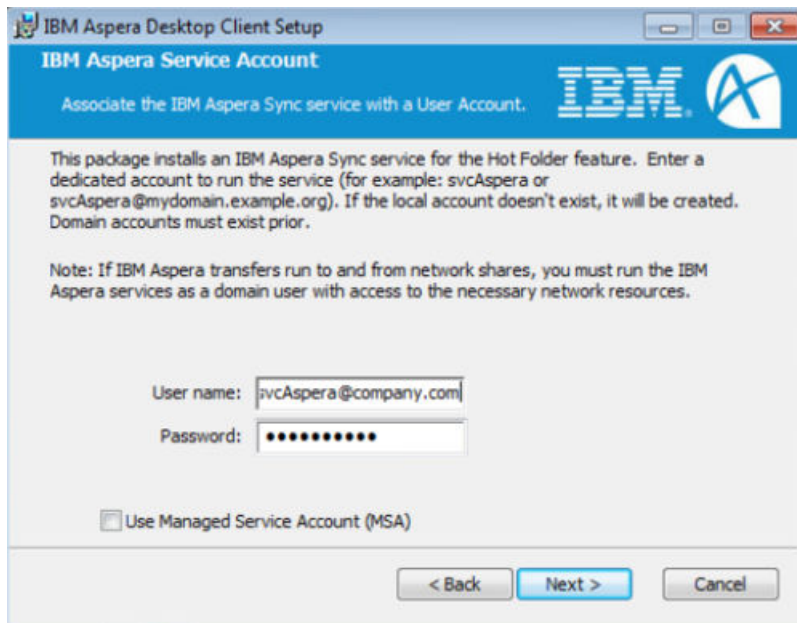 IBM Aspera Desktop Client Setup
IBM Aspera Service Account
Associate the IBM Aspera Sync service with a User Account.
IBM
This package installs an IBM Aspera Sync service for the Hot Folder feature. Enter a
dedicated account to run the service (for example: svcAspera or
svcAspera@mydomain.example.org). If the local account doesn't exist, it will be created.
Domain accounts must exist prior.
Note: If IBM Aspera transfers run to and from network shares, you must run the IBM
Aspera services as a domain user with access to the necessary network resources.
User name: svcAspera@company.com
Password: ●●●●●●●●●●
Use Managed Service Account (MSA)
< Back Next > Cancel